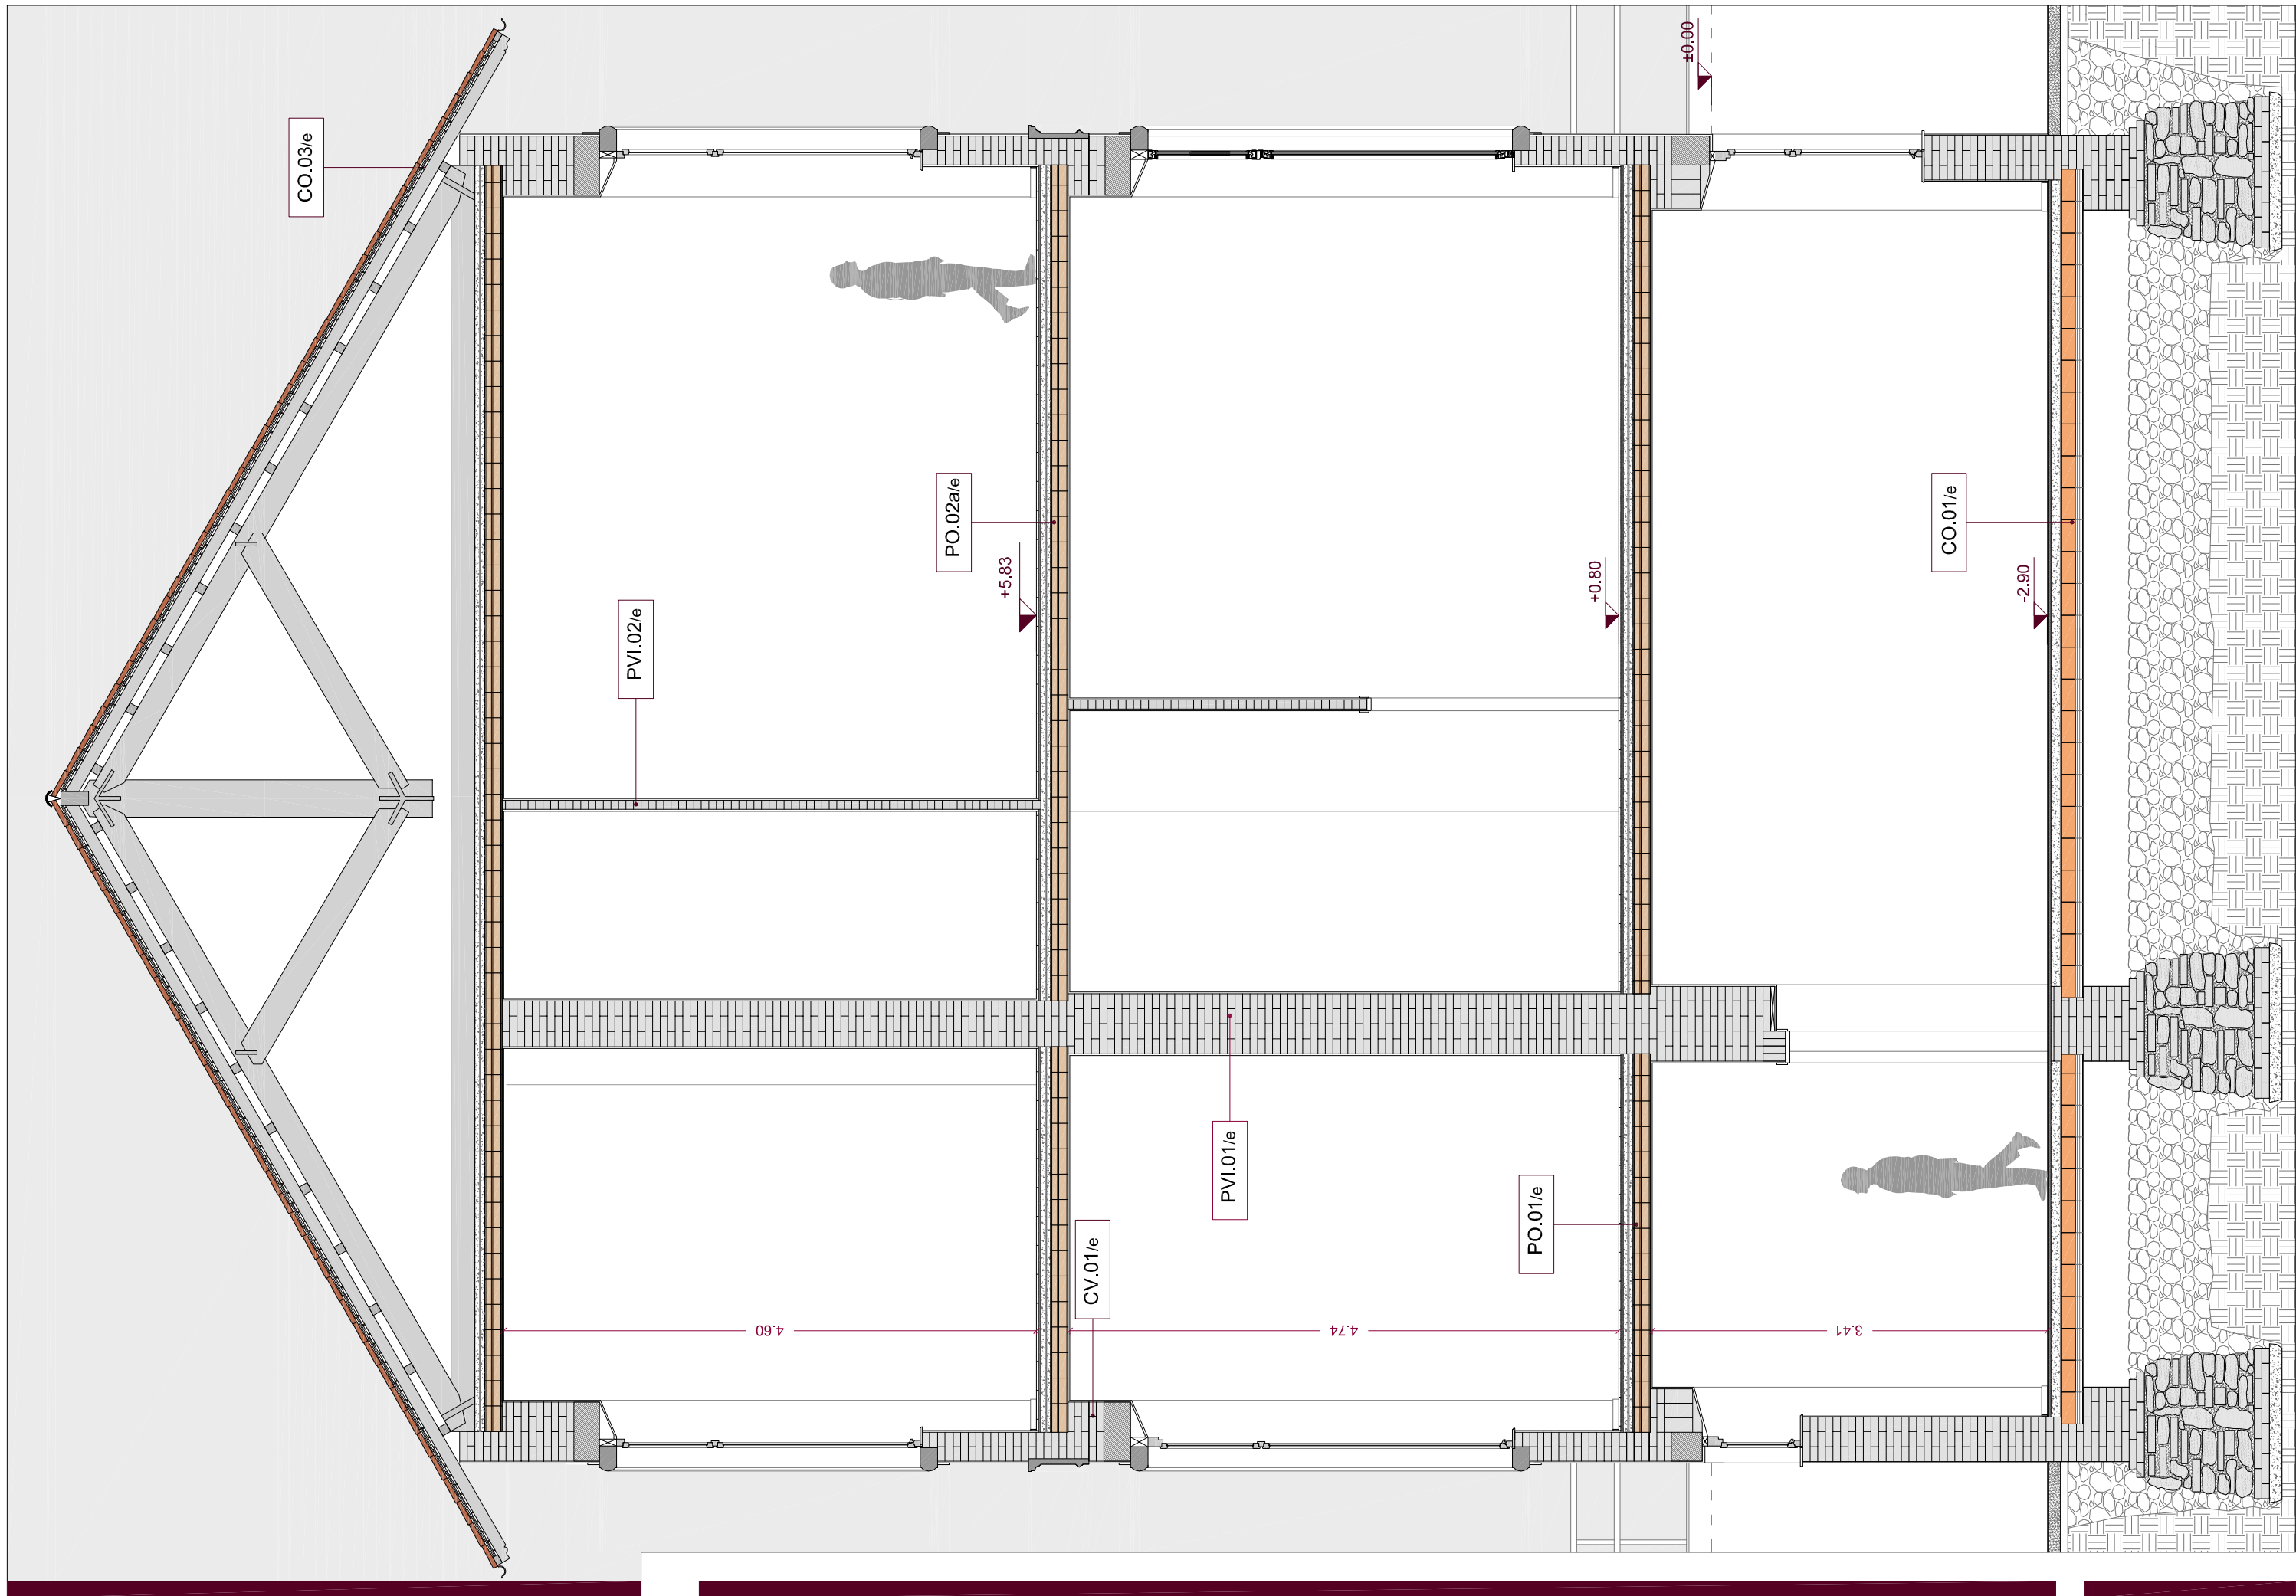 CO.03/e
±0.00
PO.02a/e
CO.01/e
+5.83
+0.80
-2.90
PVI.02/e
PVI.01/e
PO.01/e
CV.01/e
4.60
4.74
3.41